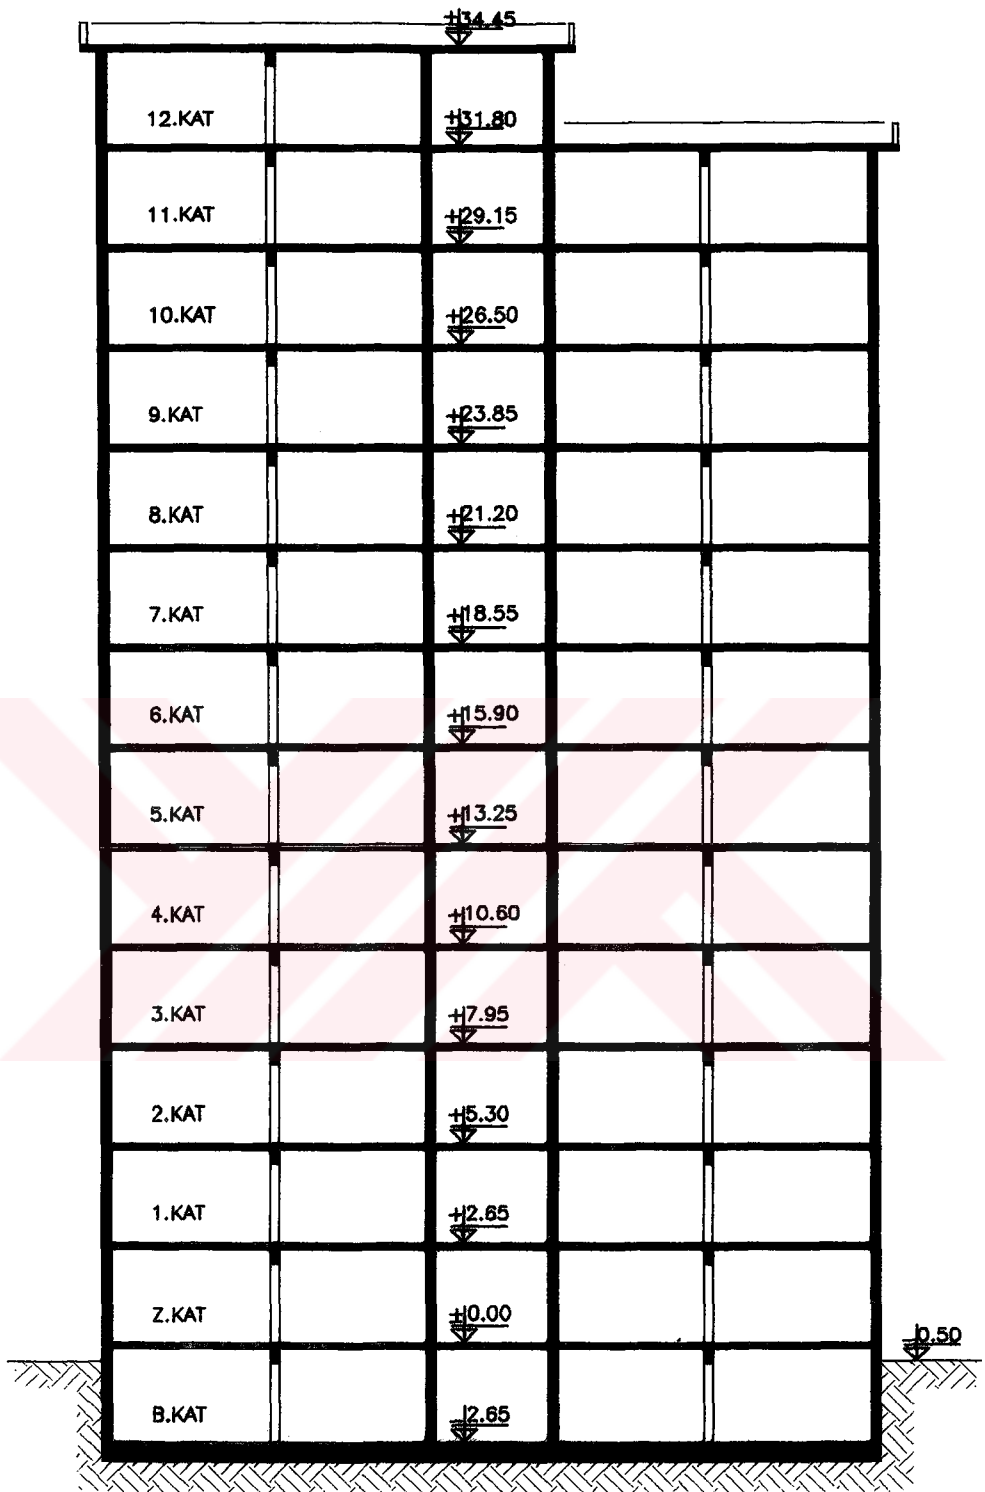 +34.45
12.KAT +31.80
11.KAT +29.15
10.KAT +26.50
9.KAT +23.85
8.KAT +21.20
7.KAT +18.55
6.KAT +15.90
5.KAT +13.25
4.KAT +10.60
3.KAT +7.95
2.KAT +5.30
1.KAT +2.65
Z.KAT ±0.00
-0.50
B.KAT -2.65